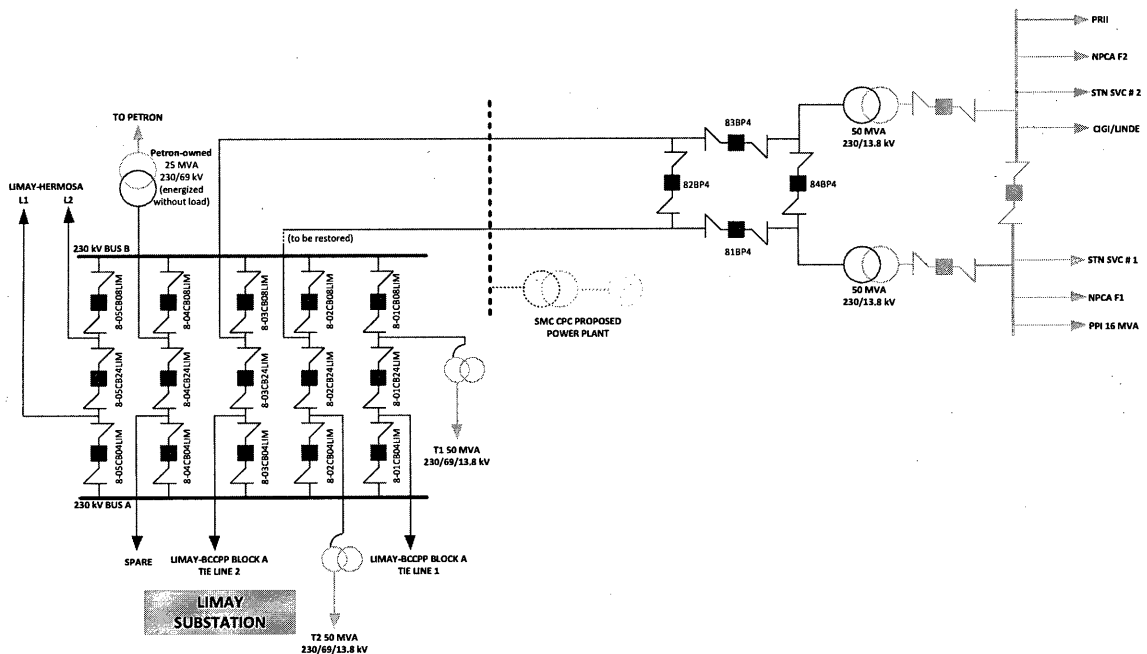 PRII
NPCA F2
STN SVC # 2
CIGI/LINDE
83BP4
50 MVA
230/13.8 kV
82BP4
84BP4
81BP4
50 MVA
230/13.8 kV
STN SVC # 1
NPCA F1
PPI 16 MVA
TO PETRON
Petron-owned
25 MVA
230/69 kV
(energized
without load)
LIMAY-HERMOSA
L1
L2
(to be restored)
230 kV BUS B
SMC CPC PROPOSED
POWER PLANT
8-05CB08LIM
8-04CB08LIM
8-03CB08LIM
8-02CB08LIM
8-01CB08LIM
8-05CB24LIM
8-04CB24LIM
8-03CB24LIM
8-02CB24LIM
8-01CB24LIM
8-05CB04LIM
8-04CB04LIM
8-03CB04LIM
8-02CB04LIM
8-01CB04LIM
T1 50 MVA
230/69/13.8 kV
230 kV BUS A
SPARE
LIMAY-BCCPP BLOCK A
TIE LINE 2
LIMAY-BCCPP BLOCK A
TIE LINE 1
LIMAY
SUBSTATION
T2 50 MVA
230/69/13.8 kV